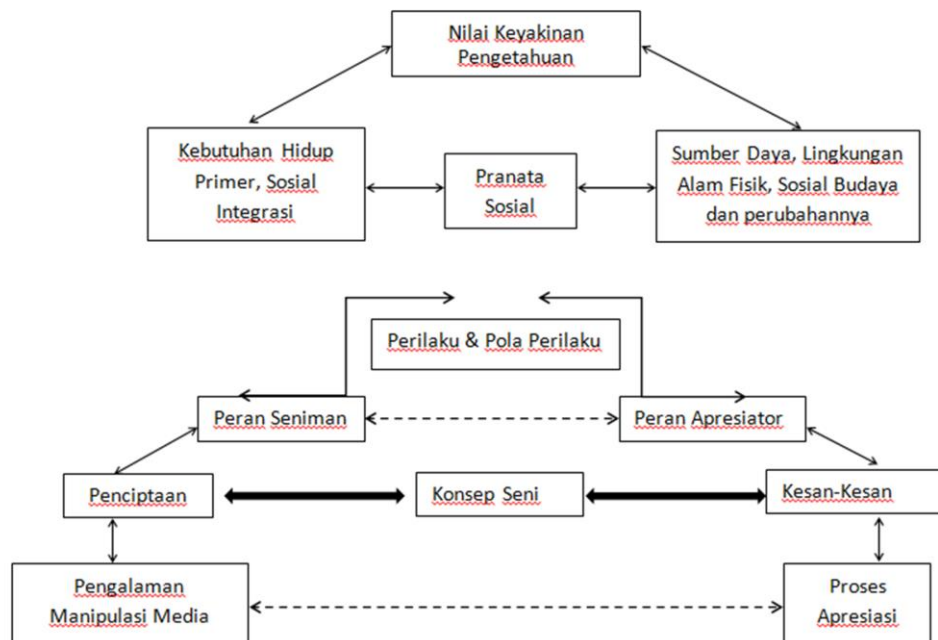 Nilai Keyakinan
Pengetahuan
Kebutuhan Hidup
Primer, Sosial
Integrasi
Pranata
Sosial
Sumber Daya, Lingkungan
Alam Fisik, Sosial Budaya
dan perubahannya
Perilaku & Pola Perilaku
Peran Seniman
Peran Apresiator
Penciptaan
Konsep Seni
Kesan-Kesan
Pengalaman
Manipulasi Media
Proses
Apresiasi